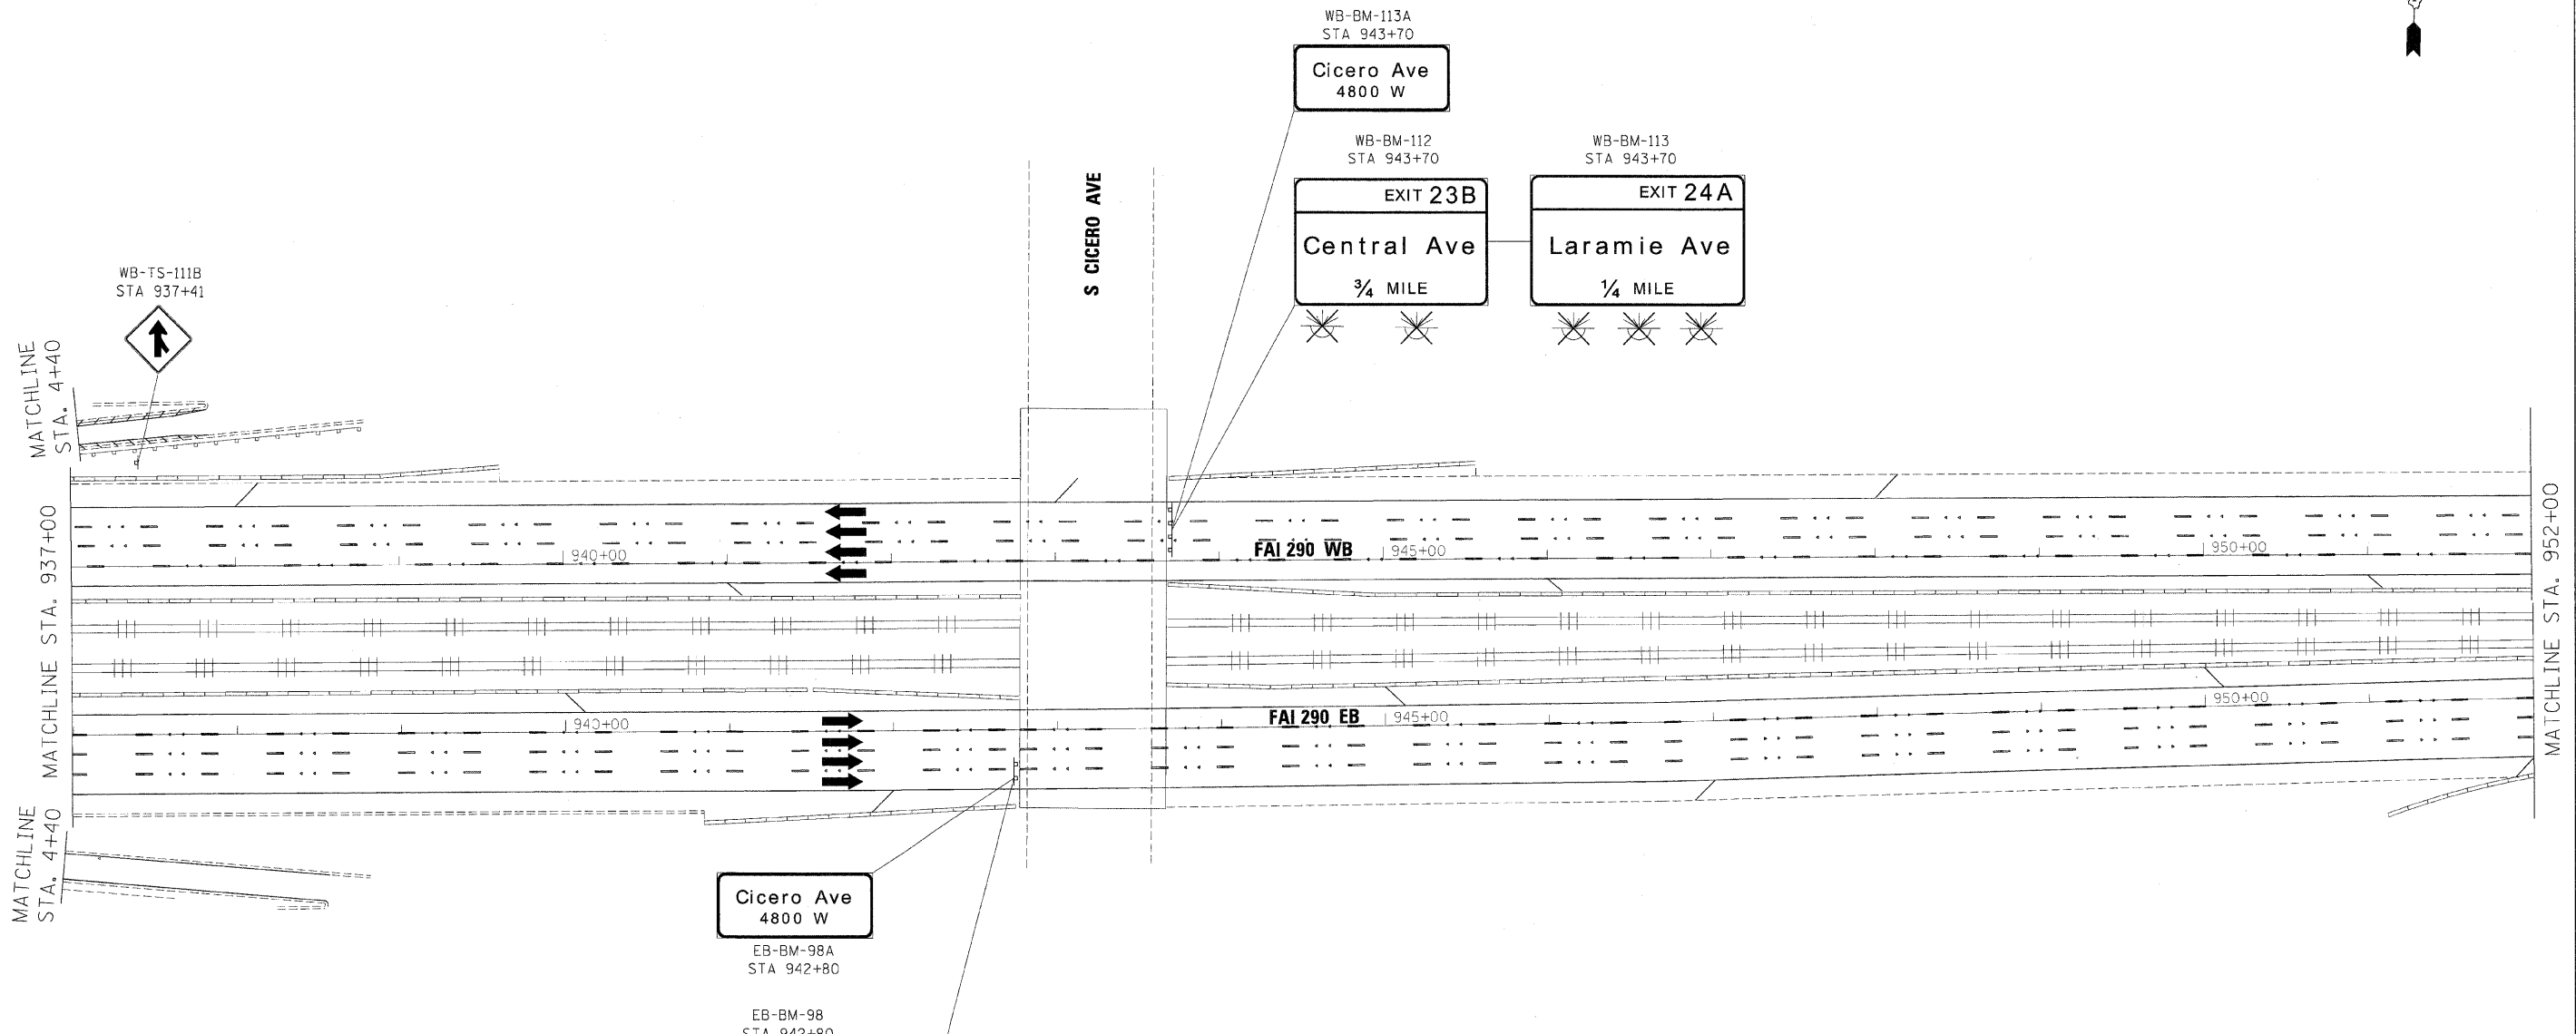 WB-BM-113A
STA 943+70
Cicero Ave
4800 W
WB-BM-112
STA 943+70
EXIT 23B
Central Ave
3/4 MILE
WB-BM-113
STA 943+70
EXIT 24A
Laramie Ave
1/4 MILE
S CICERO AVE
WB-TS-111B
STA 937+41
MATCHLINE
STA. 4+40
MATCHLINE STA. 937+00
940+00
FAI 290 WB
945+00
950+00
MATCHLINE STA. 952+00
940+00
FAI 290 EB
945+00
950+00
MATCHLINE
STA. 4+40
Cicero Ave
4800 W
EB-BM-98A
STA 942+80
EB-BM-98
STA 942+80